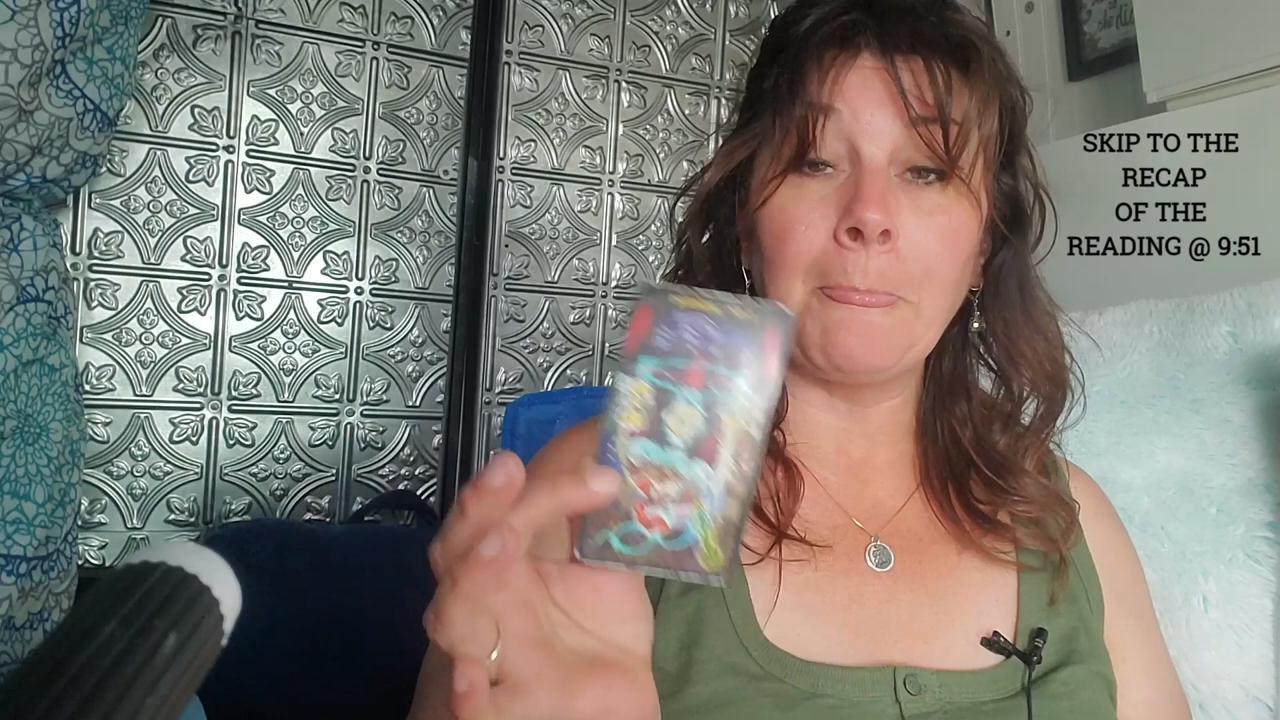 SKIP TO THE
RECAP
OF THE
READING @ 9:51